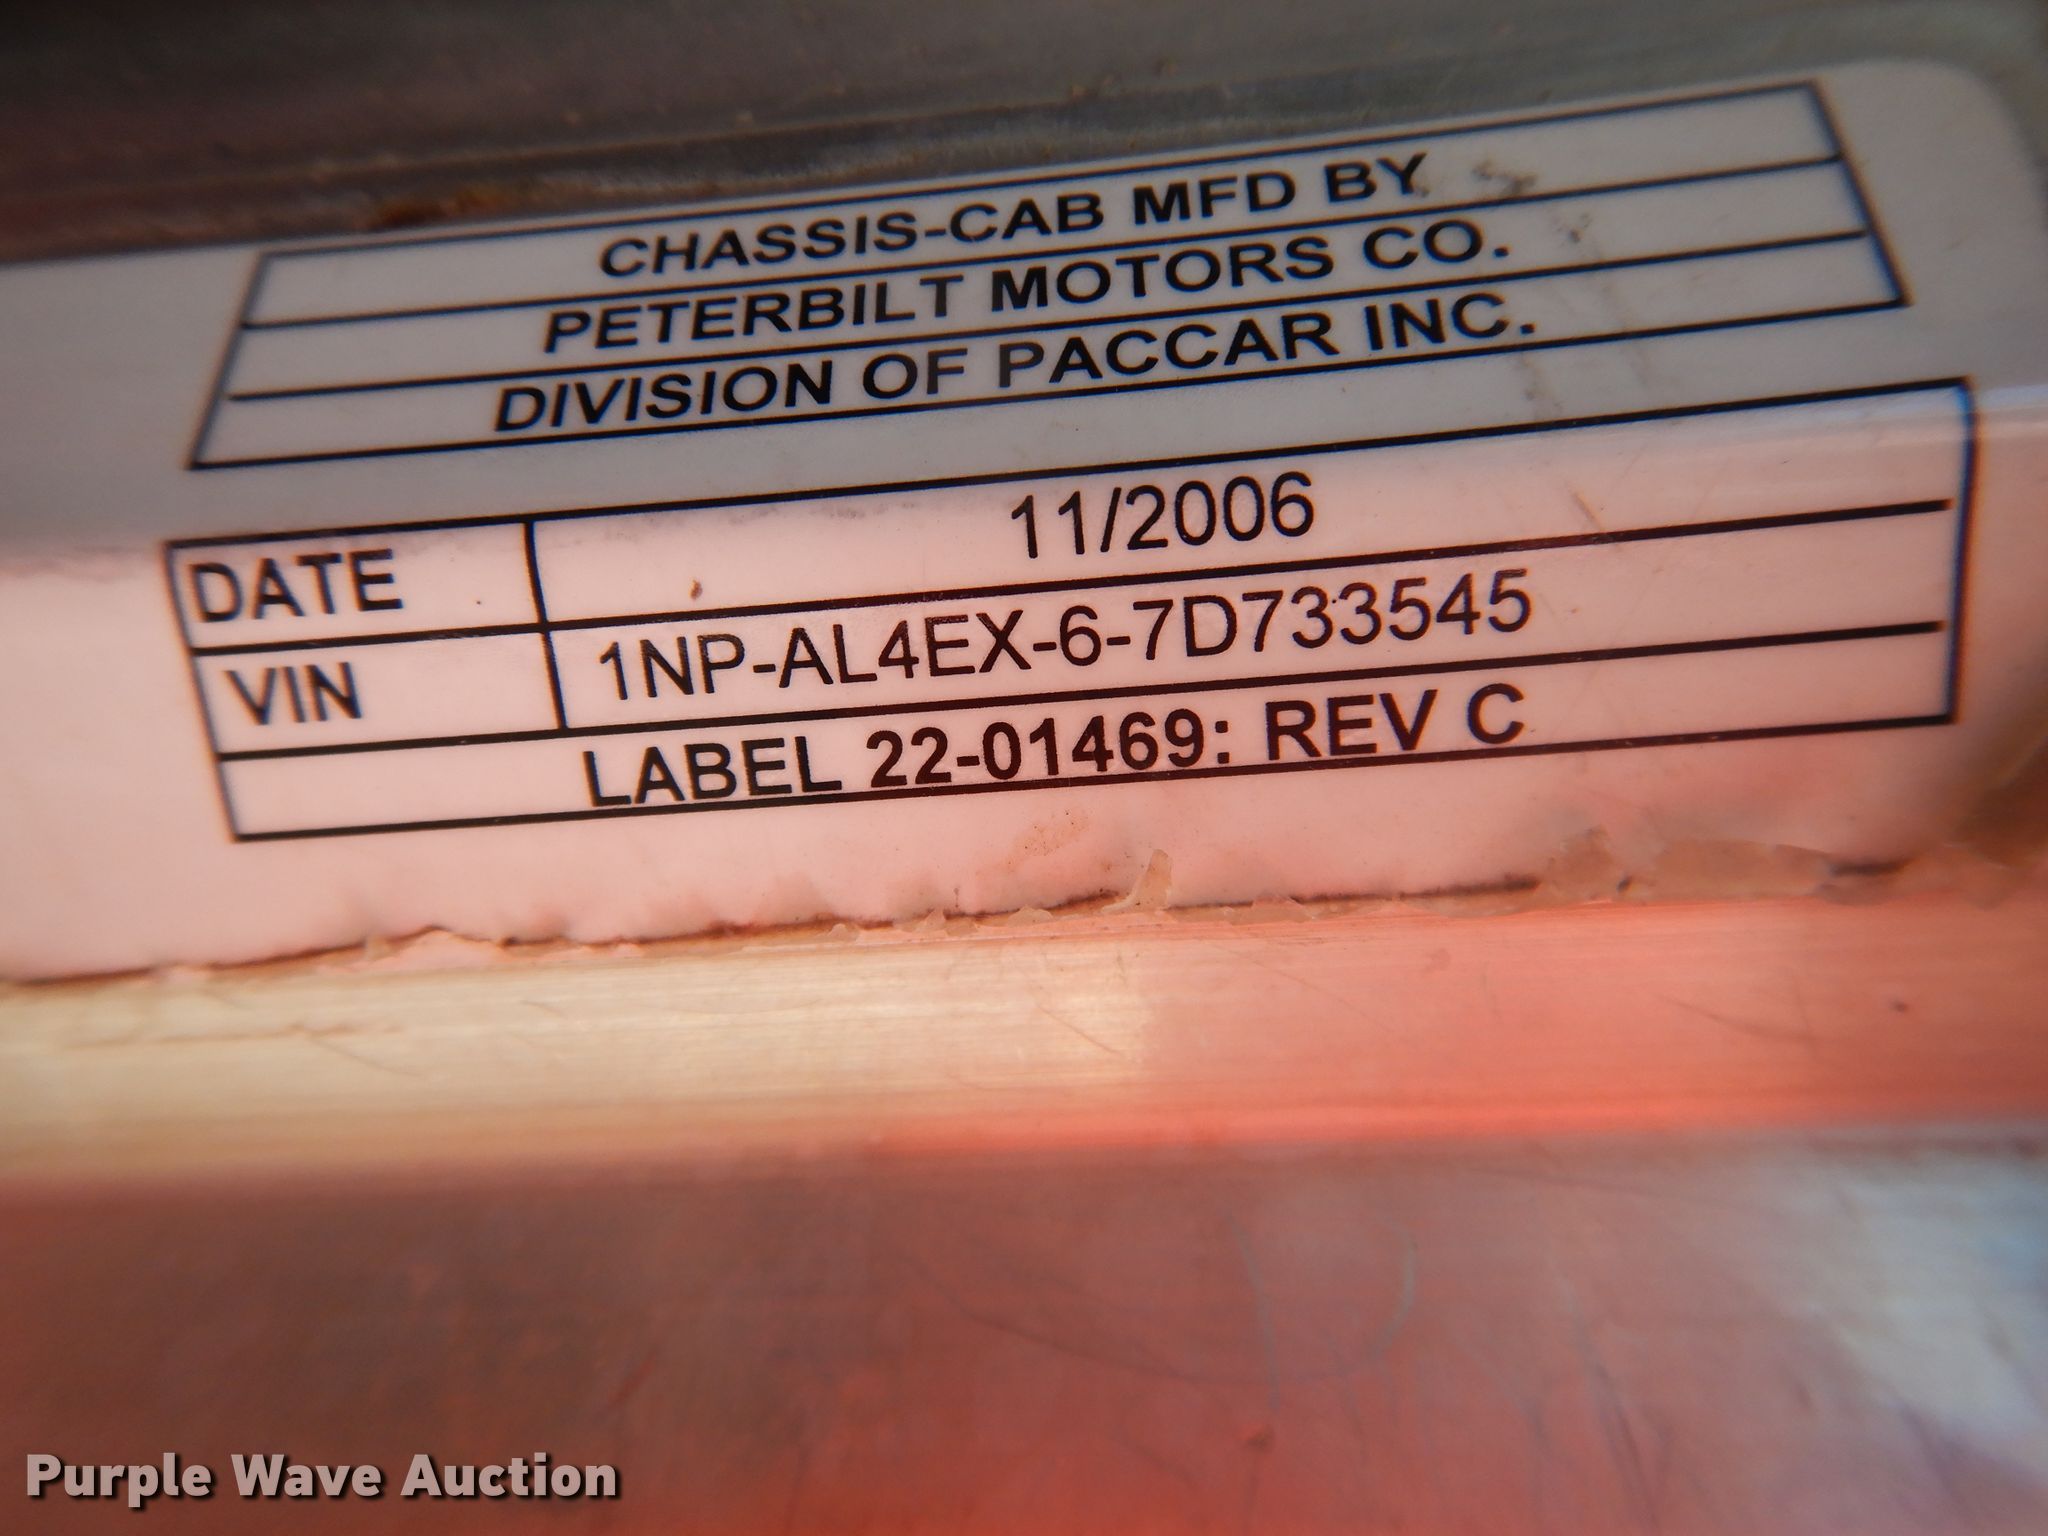 CHASSIS-CAB MFD BY
PETERBILT MOTORS CO.
DIVISION OF PACCAR INC.
DATE 11/2006
VIN 1NP-AL4EX-6-7D733545
LABEL 22-01469: REV C
Purple Wave Auction